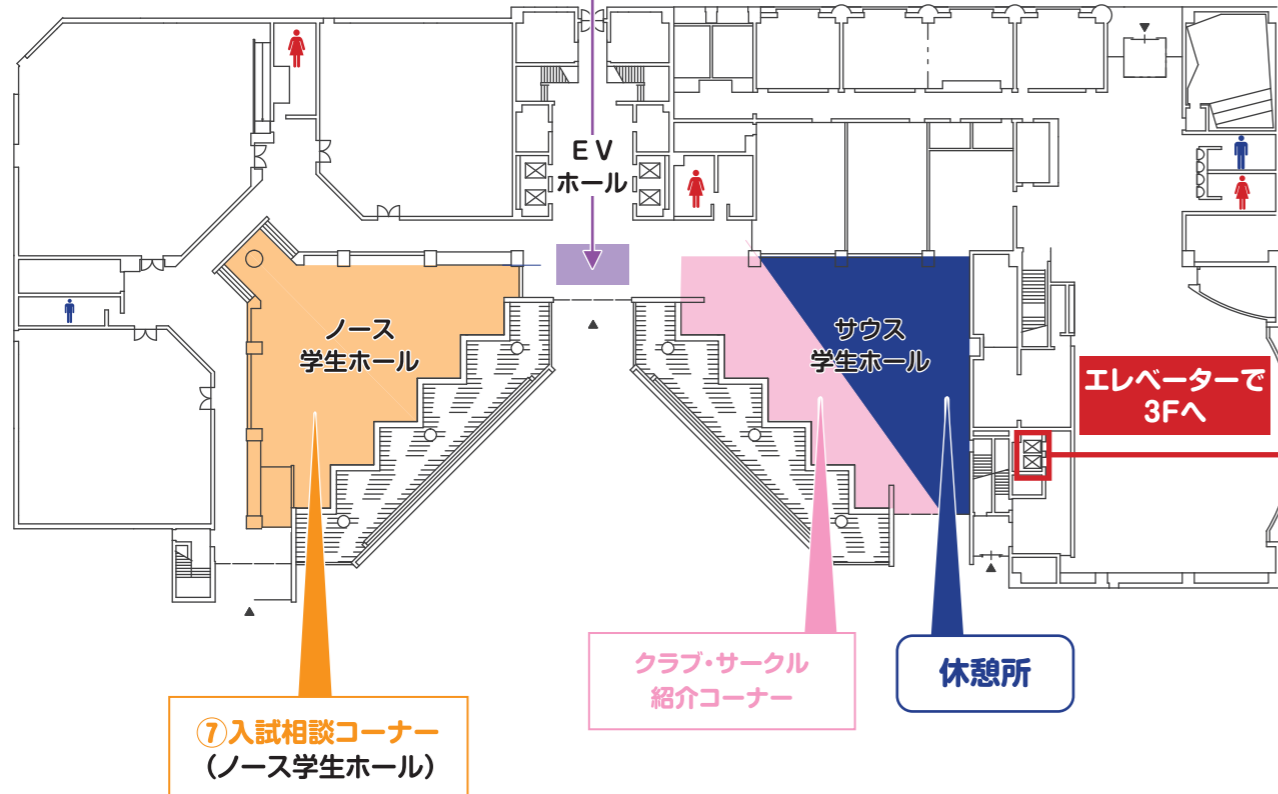 EV
ホール
ノース
学生ホール
サウス
学生ホール
エレベーターで
3Fへ
クラブ・サークル
紹介コーナー
休憩所
⑦入試相談コーナー
(ノース学生ホール)